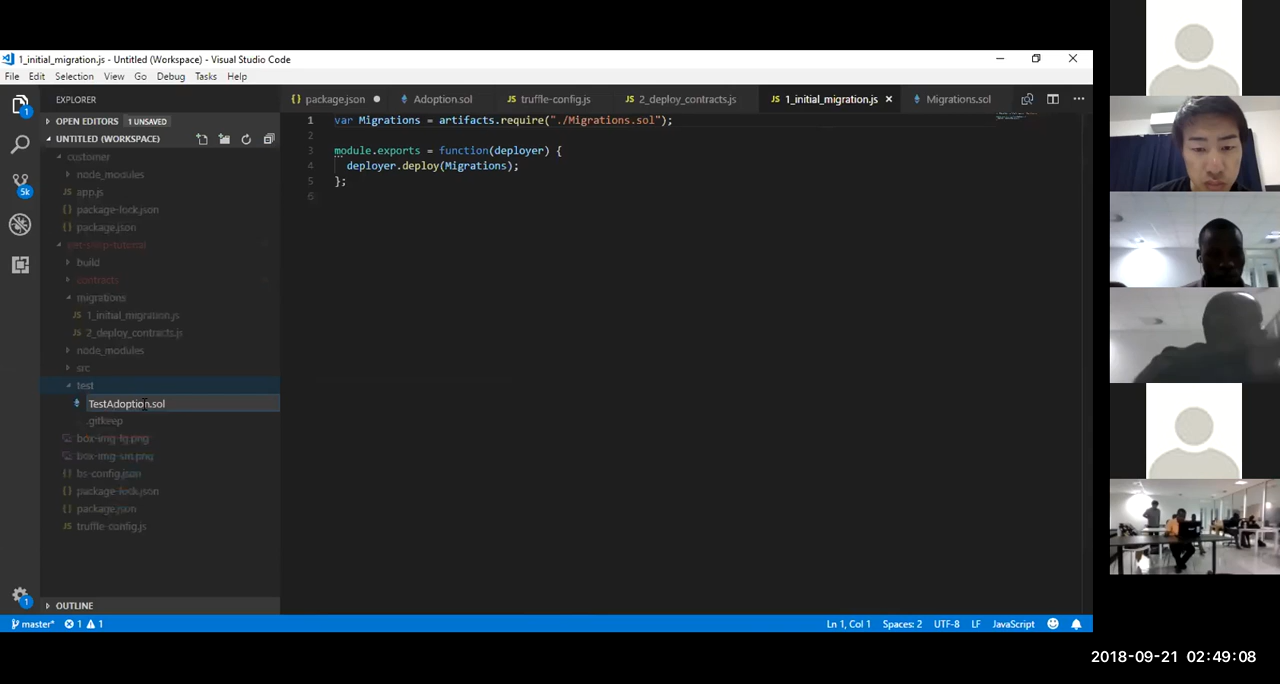 1_initial_migration.js - Untitled (Workspace) - Visual Studio Code
File Edit Selection View Go Debug Tasks Help
EXPLORER
package.json
Adoption.sol
truffle-config.js
2_deploy_contracts.js
1_initial_migration.js
Migrations.sol
OPEN EDITORS 1 UNSAVED
UNTITLED (WORKSPACE)
customer
node_modules
app.js
package-lock.json
package.json
pet-shop-tutorial
build
contracts
migrations
1_initial_migration.js
2_deploy_contracts.js
node_modules
src
test
TestAdoption.sol
.gitkeep
box-img-lg.png
box-img-sm.png
bs-config.json
package-lock.json
package.json
truffle-config.js
OUTLINE
1 var Migrations = artifacts.require("./Migrations.sol");
2
3 module.exports = function(deployer) {
4 deployer.deploy(Migrations);
5 };
6
1
5k
1
master* 1 1
Ln 1, Col 1 Spaces: 2 UTF-8 LF JavaScript
2018-09-21 02:49:08